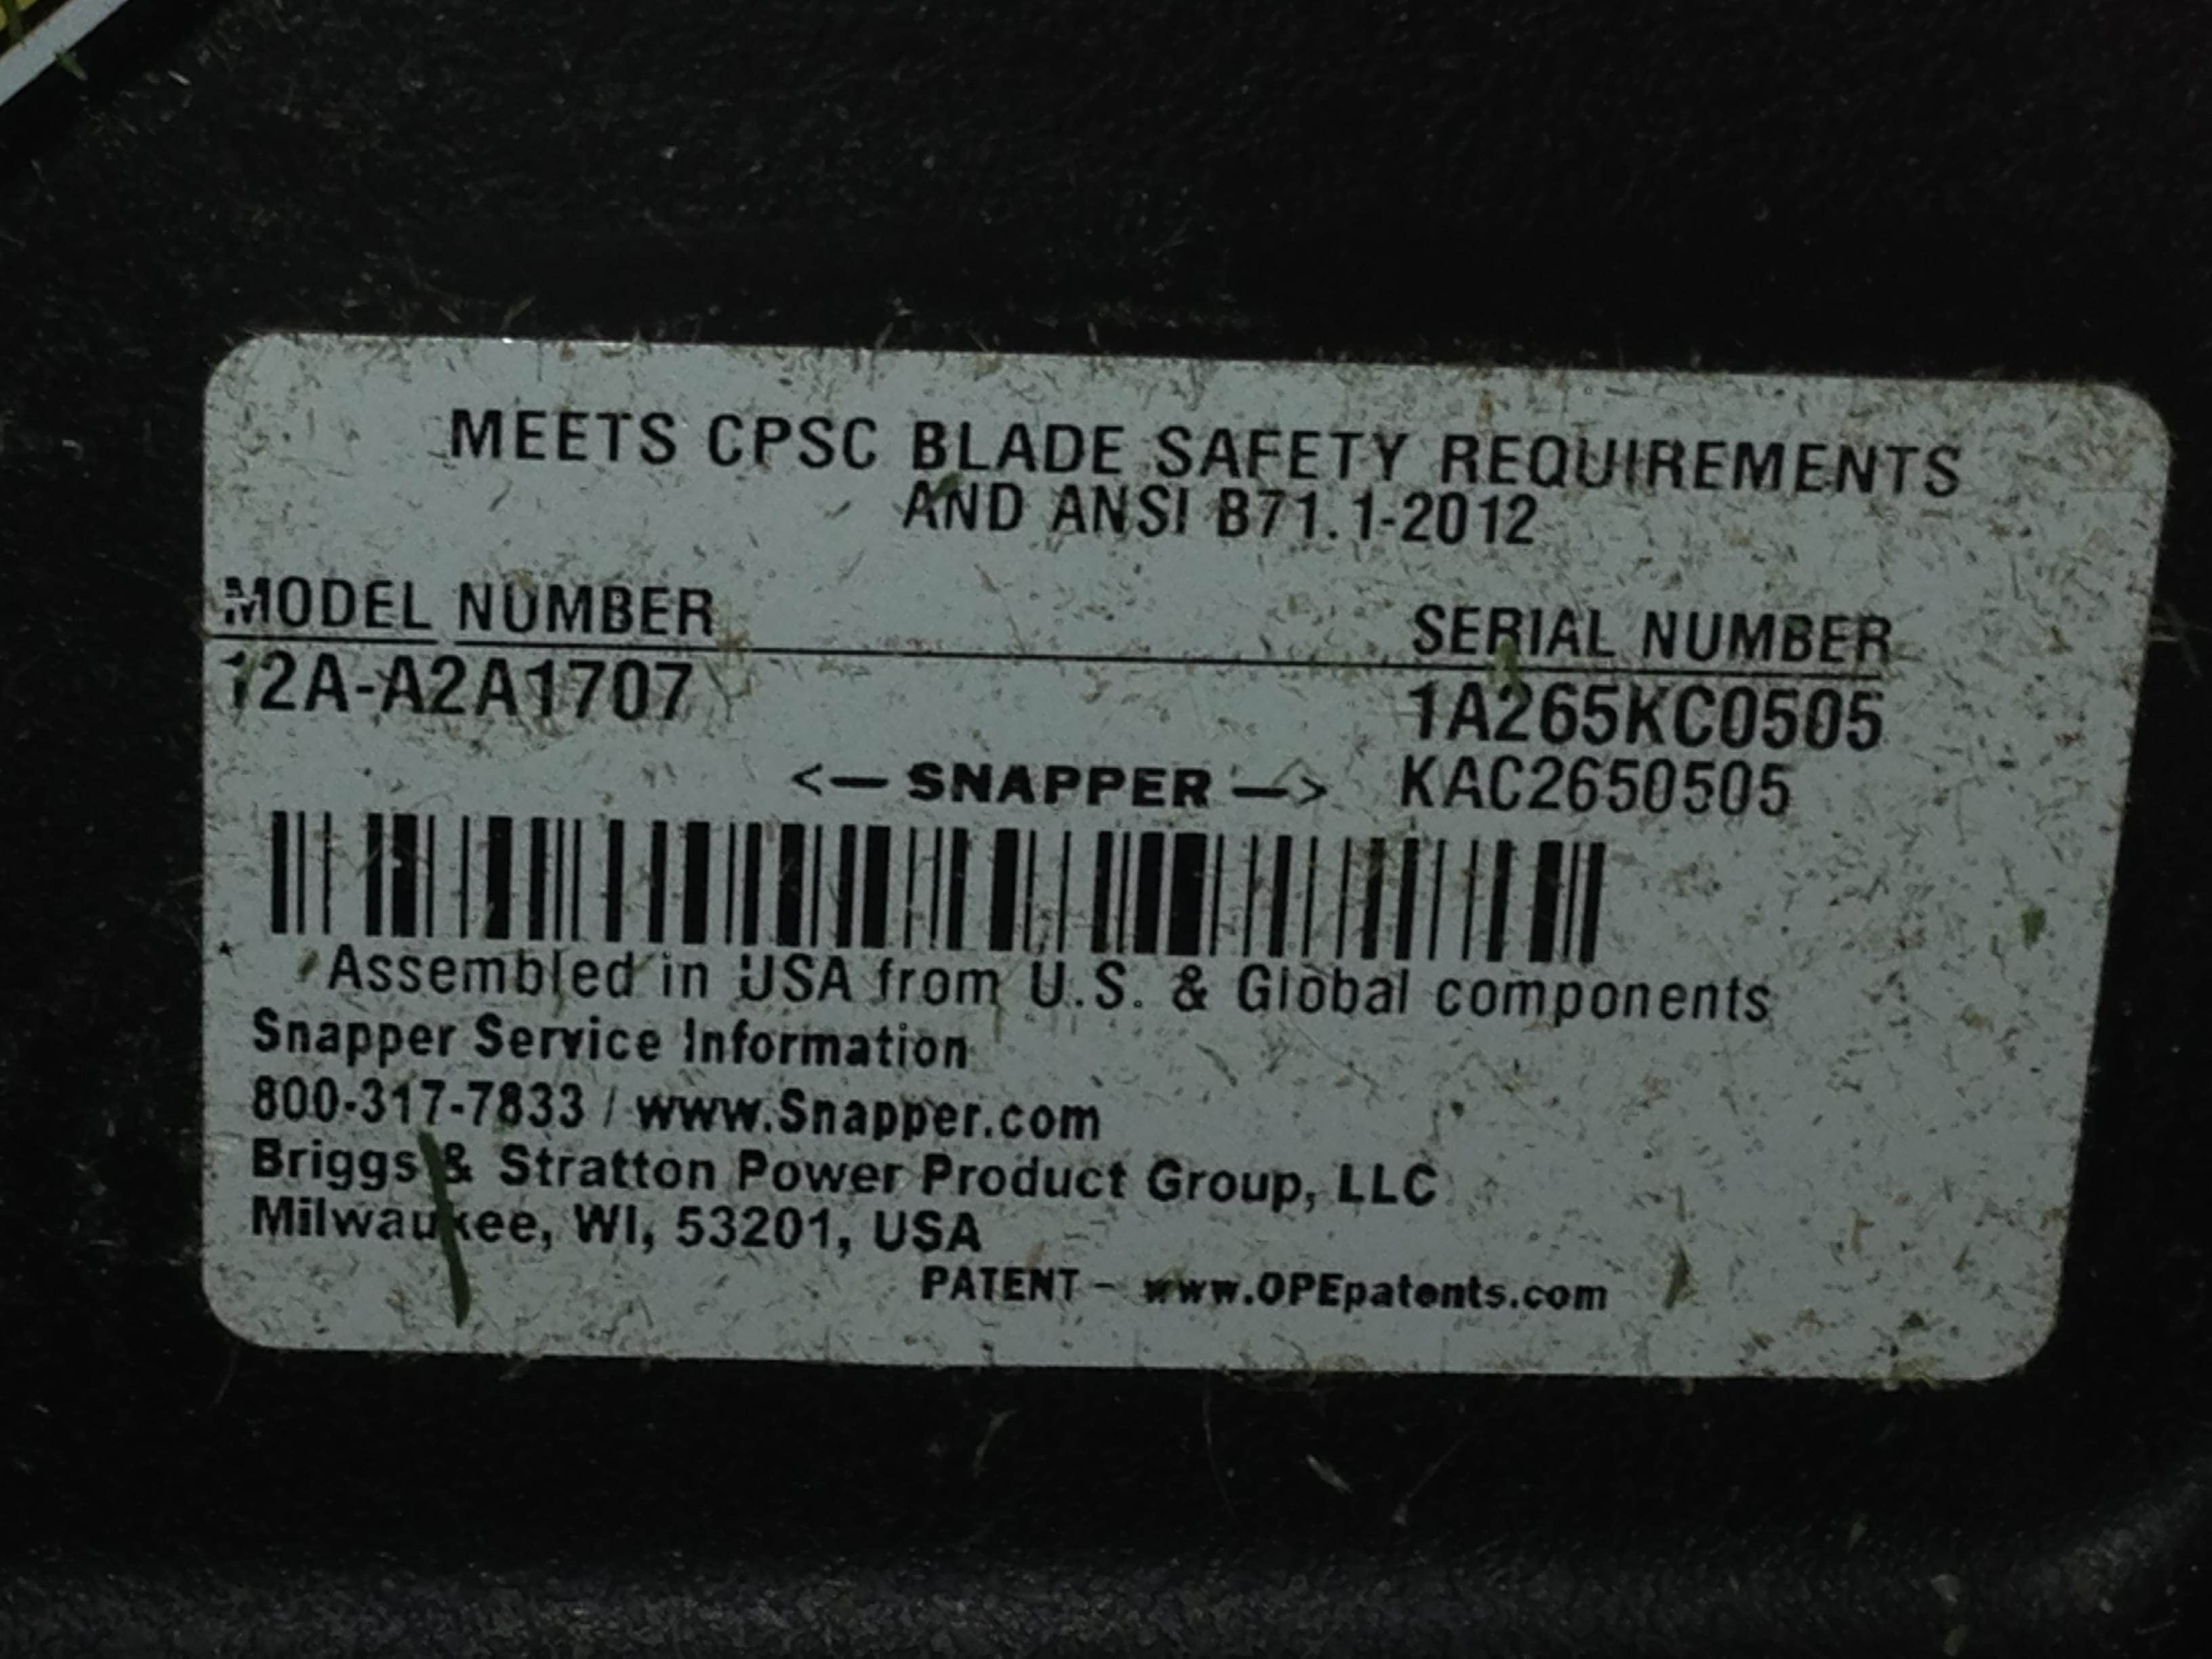 MEETS CPSC BLADE SAFETY REQUIREMENTS
AND ANSI B71.1-2012
MODEL NUMBER SERIAL NUMBER
12A-A2A1707 1A265KC0505
<— SNAPPER —> KAC2650505
Assembled in USA from U.S. & Global components
Snapper Service Information
800-317-7833 / www.Snapper.com
Briggs & Stratton Power Product Group, LLC
Milwaukee, WI, 53201, USA
PATENT - www.OPEpatents.com